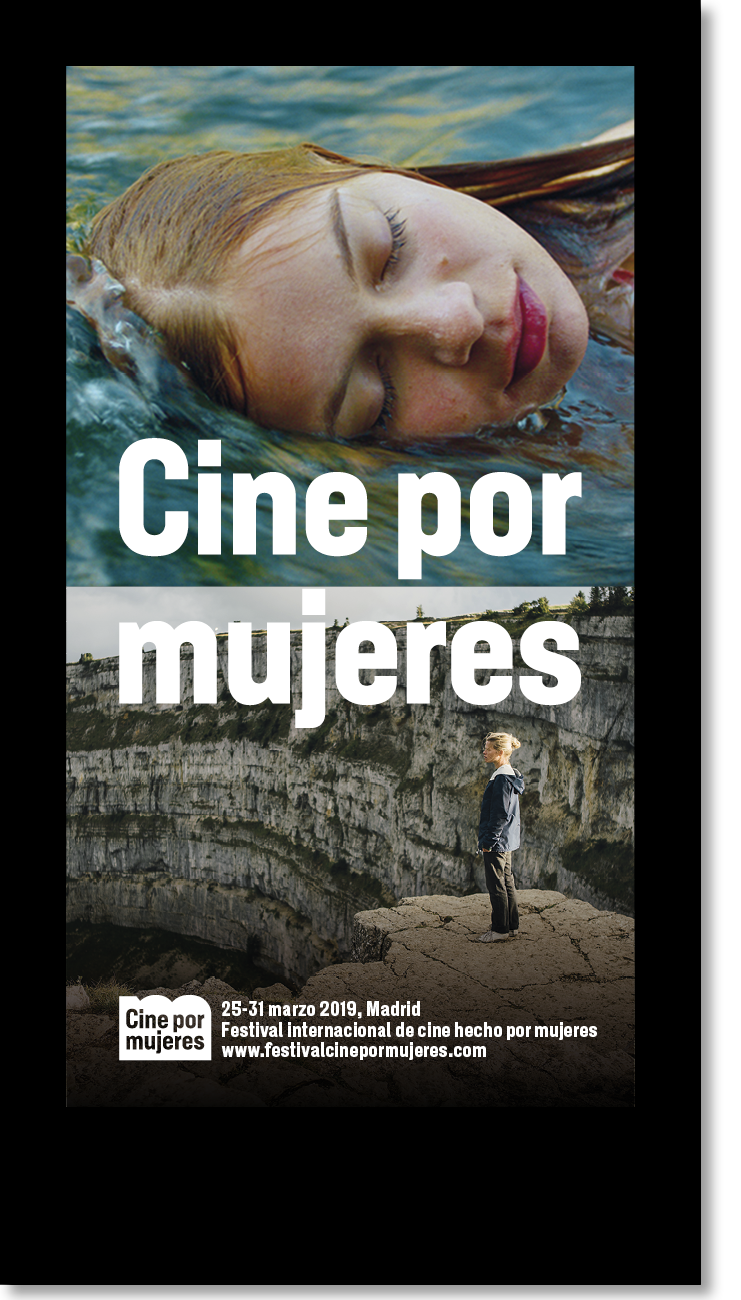 Cine por
mujeres
Cine por
mujeres
25-31 marzo 2019, Madrid
Festival internacional de cine hecho por mujeres
www.festivalcinepormujeres.com